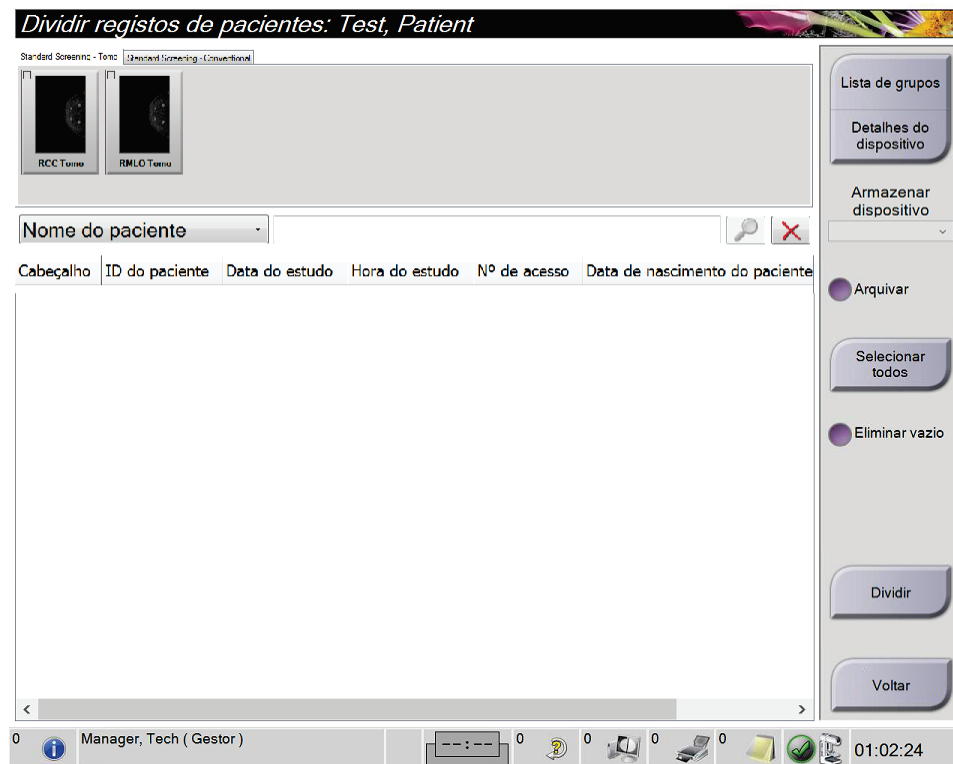 Dividir registos de pacientes: Test, Patient
Standard Screening - Tomo
Standard Screening - Conventional
RCC Tomo
RMLO Tomo
Nome do paciente
Cabeçalho
ID do paciente
Data do estudo
Hora do estudo
Nº de acesso
Data de nascimento do paciente
Lista de grupos
Detalhes do
dispositivo
Armazenar
dispositivo
Arquivar
Selecionar
todos
Eliminar vazio
Dividir
Voltar
0
Manager, Tech ( Gestor )
--:--
0
0
0
0
01:02:24